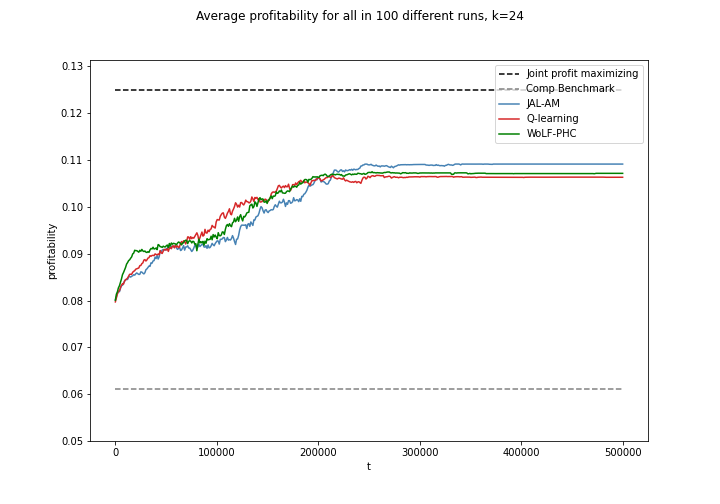 Average profitability for all in 100 different runs, k=24
0.13
0.12
0.11
0.10
0.09
0.08
0.07
0.06
0.05
profitability
Joint profit maximizing
Comp Benchmark
JAL-AM
Q-learning
WoLF-PHC
0 100000 200000 300000 400000 500000
t